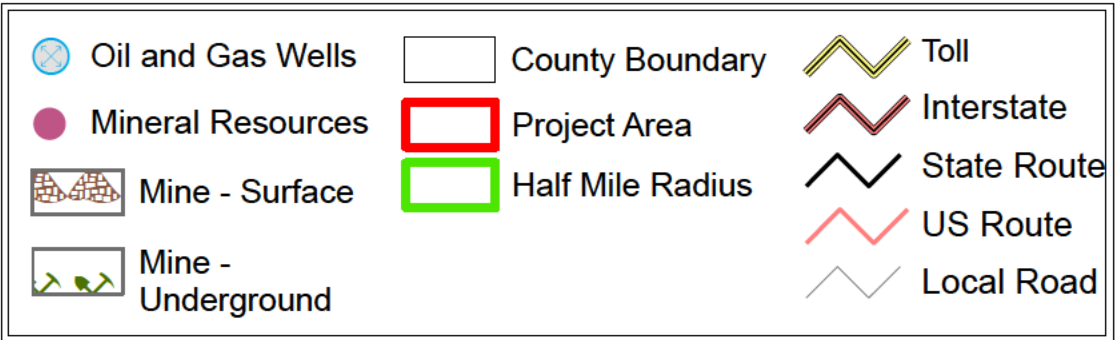 Oil and Gas Wells
Mineral Resources
Mine - Surface
Mine -
Underground
County Boundary
Project Area
Half Mile Radius
Toll
Interstate
State Route
US Route
Local Road